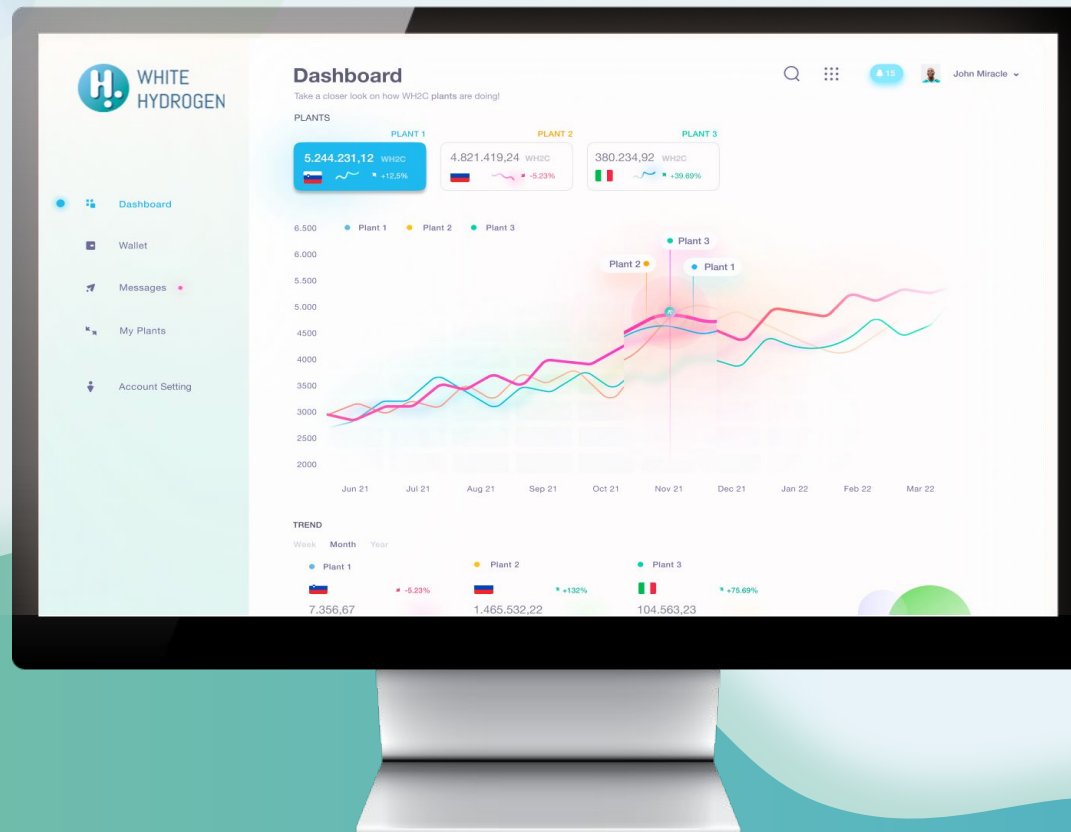 WHITE
HYDROGEN
Dashboard
Wallet
Messages
My Plants
Account Setting
Dashboard
Take a closer look on how WH2C plants are doing!
15
John Miracle
PLANTS
PLANT 1
5.244.231,12 WH2C
+12,5%
PLANT 2
4.821.419,24 WH2C
-5.23%
PLANT 3
380.234,92 WH2C
+39.69%
Plant 1
Plant 2
Plant 3
6.500
6.000
5.500
5.000
4500
4000
3500
3000
2500
2000
Plant 3
Plant 2
Plant 1
Jun 21
Jul 21
Aug 21
Sep 21
Oct 21
Nov 21
Dec 21
Jan 22
Feb 22
Mar 22
TREND
Week Month Year
Plant 1
-5.23%
7.356,67
Plant 2
+132%
1.465.532,22
Plant 3
+75.69%
104.563,23